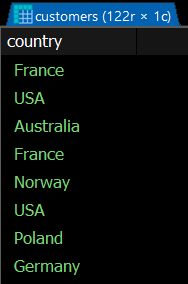 customers (122r × 1c)
country
France
USA
Australia
France
Norway
USA
Poland
Germany